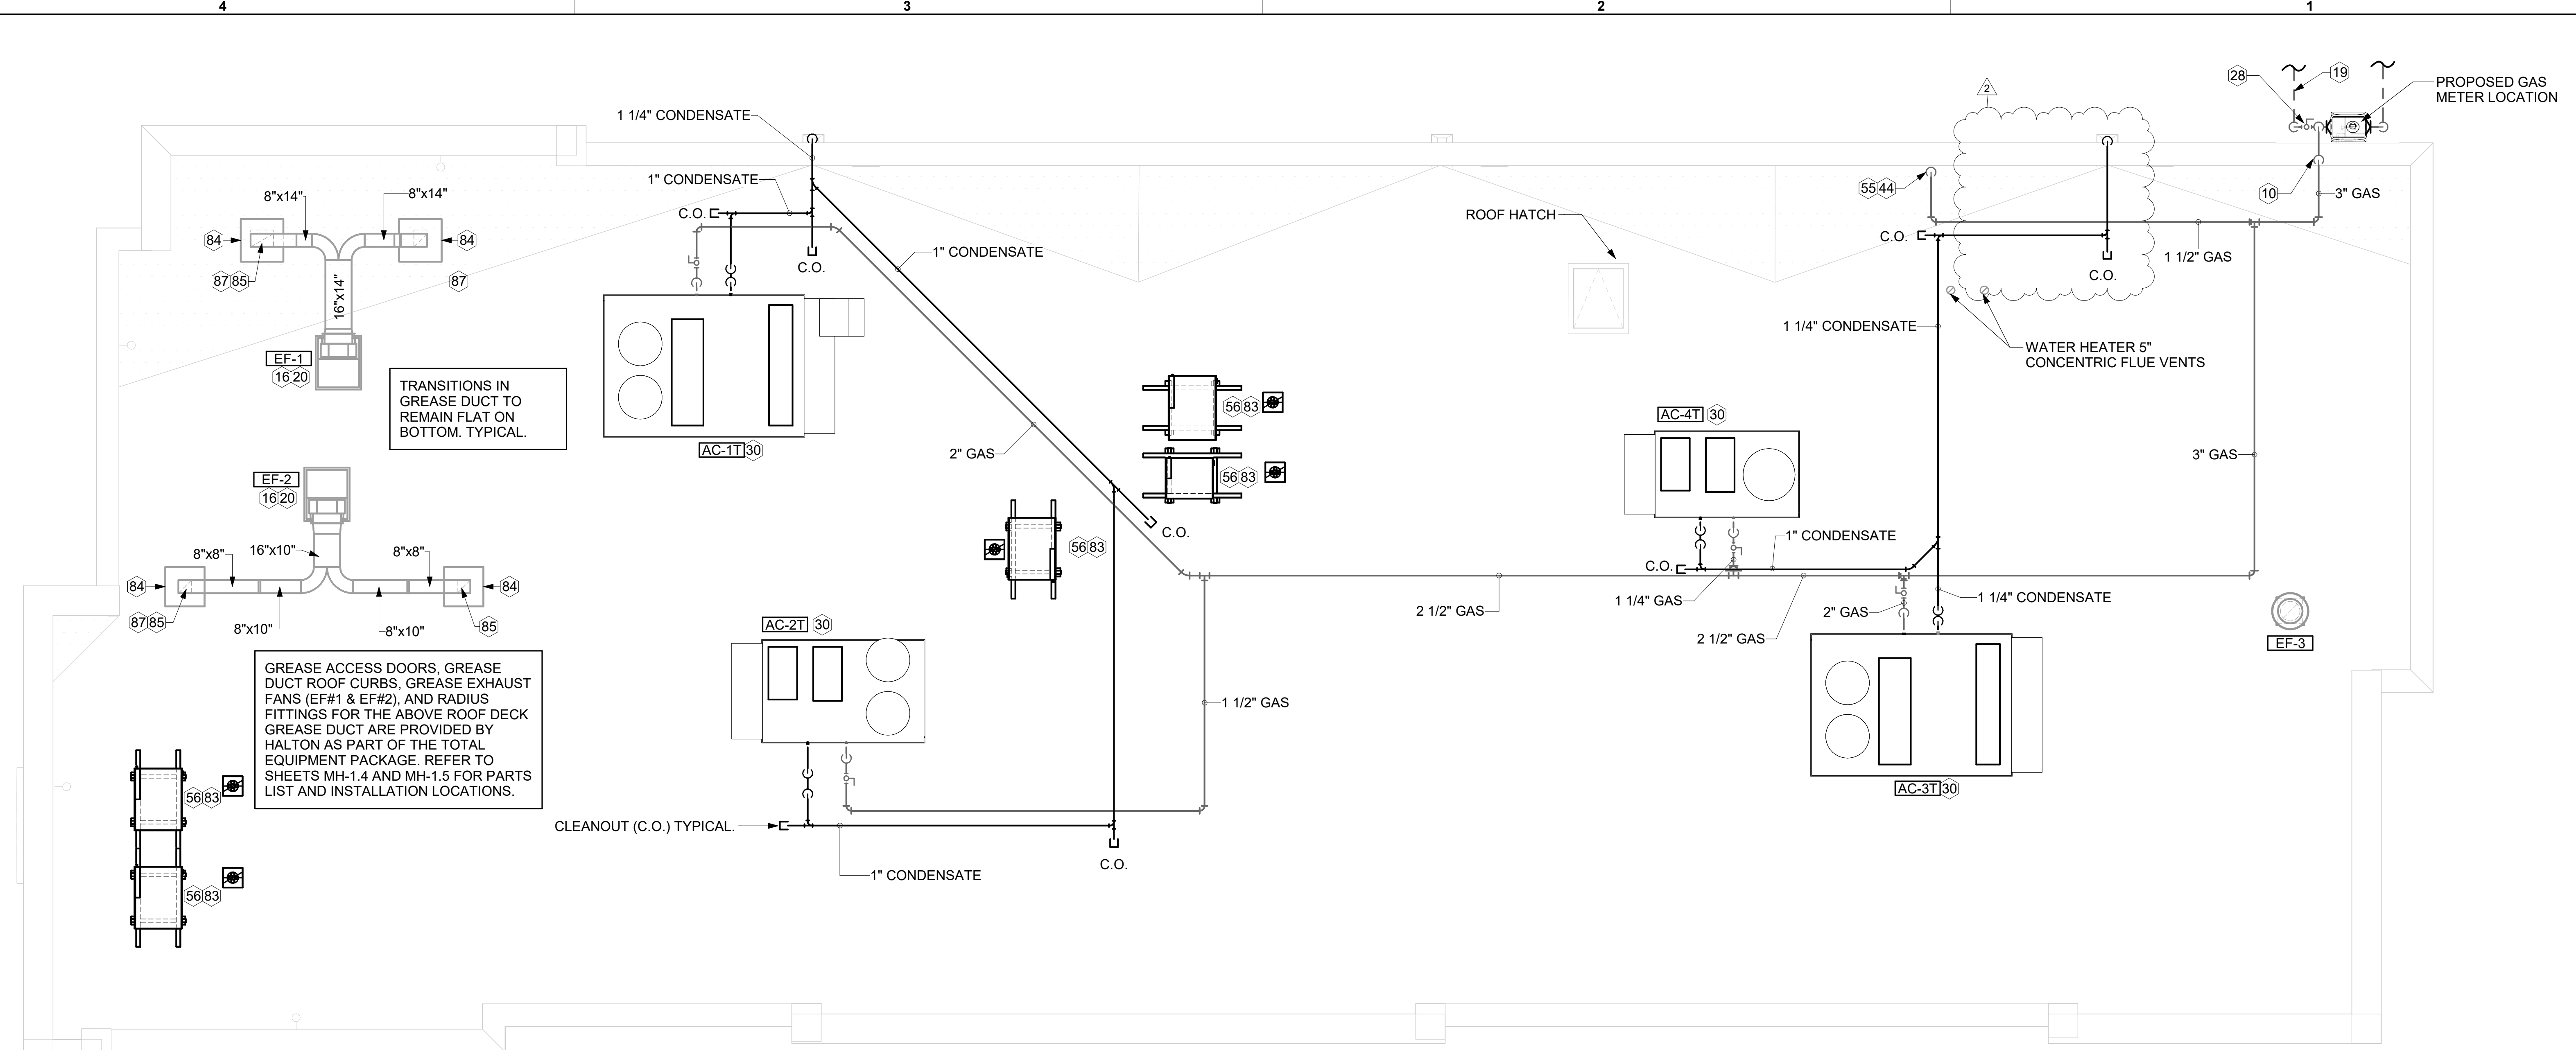 4
3
2
1
2
28
19
PROPOSED GAS
METER LOCATION
10
3" GAS
1 1/4" CONDENSATE
1" CONDENSATE
C.O.
C.O.
1" CONDENSATE
8"x14"
8"x14"
84
84
87 85
87
16"x14"
EF-1
16 20
TRANSITIONS IN
GREASE DUCT TO
REMAIN FLAT ON
BOTTOM. TYPICAL.
ROOF HATCH
55 44
C.O.
C.O.
1 1/2" GAS
1 1/4" CONDENSATE
WATER HEATER 5"
CONCENTRIC FLUE VENTS
AC-1T 30
2" GAS
56 83
56 83
56 83
C.O.
AC-4T 30
3" GAS
EF-2
16 20
8"x8"
16"x10"
8"x8"
84
84
87 85
85
8"x10"
8"x10"
1" CONDENSATE
C.O.
2 1/2" GAS
1 1/4" GAS
2 1/2" GAS
2" GAS
1 1/4" CONDENSATE
EF-3
AC-2T 30
GREASE ACCESS DOORS, GREASE
DUCT ROOF CURBS, GREASE EXHAUST
FANS (EF#1 & EF#2), AND RADIUS
FITTINGS FOR THE ABOVE ROOF DECK
GREASE DUCT ARE PROVIDED BY
HALTON AS PART OF THE TOTAL
EQUIPMENT PACKAGE. REFER TO
SHEETS MH-1.4 AND MH-1.5 FOR PARTS
LIST AND INSTALLATION LOCATIONS.
1 1/2" GAS
AC-3T 30
56 83
56 83
CLEANOUT (C.O.) TYPICAL.
C.O.
1" CONDENSATE